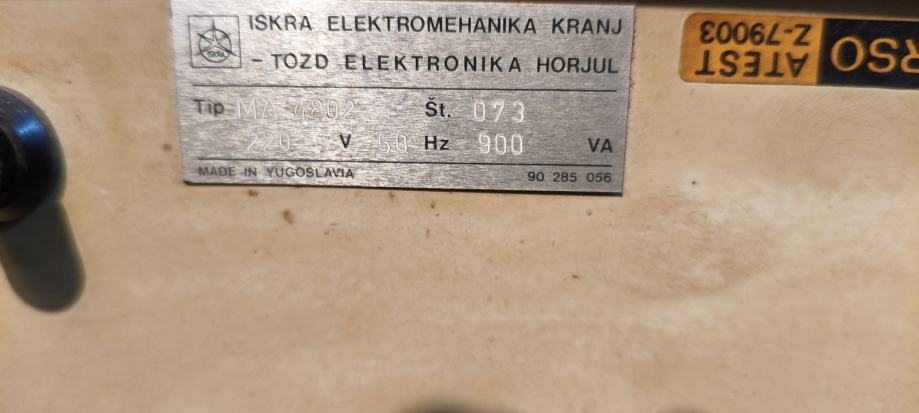 ISKRA ELEKTROMEHANIKA KRANJ
- TOZD ELEKTRONIKA HORJUL
Tip MA 4802 Št. 073
220 V 50 Hz 900 VA
MADE IN YUGOSLAVIA 90 285 056
ATEST
Z-79003
RSO